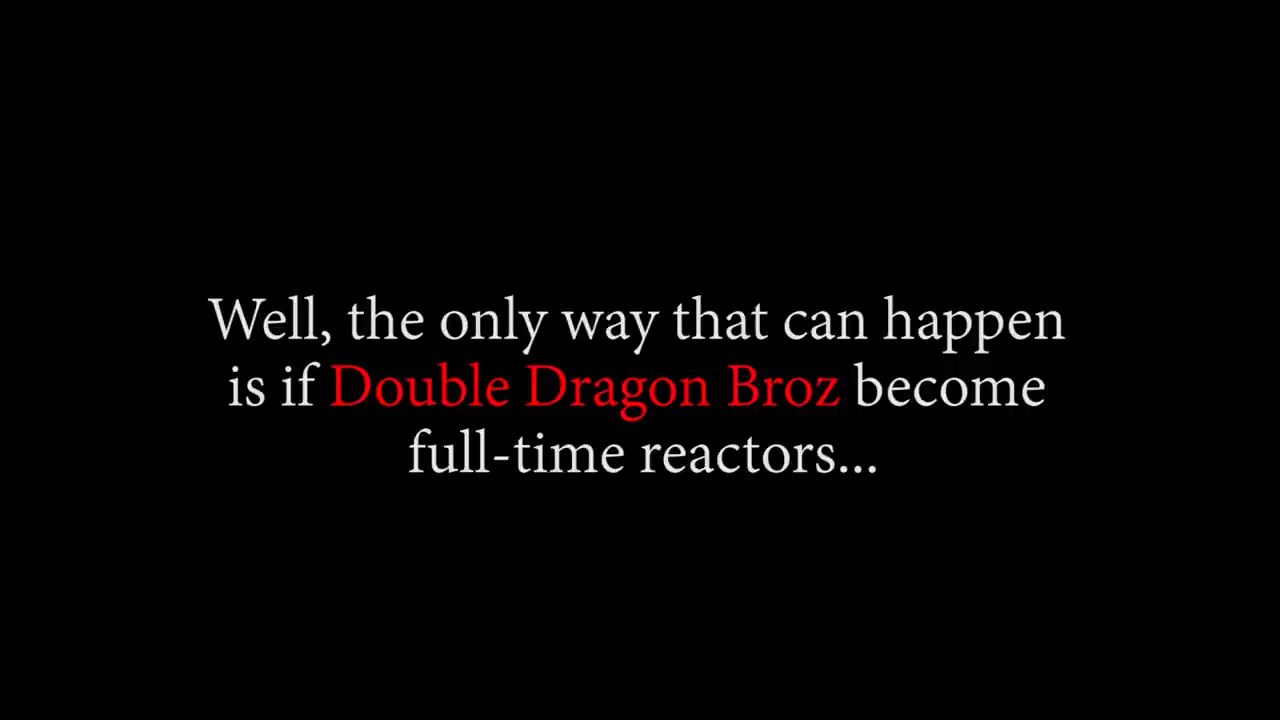 Well, the only way that can happen
is if Double Dragon Broz become
full-time reactors...